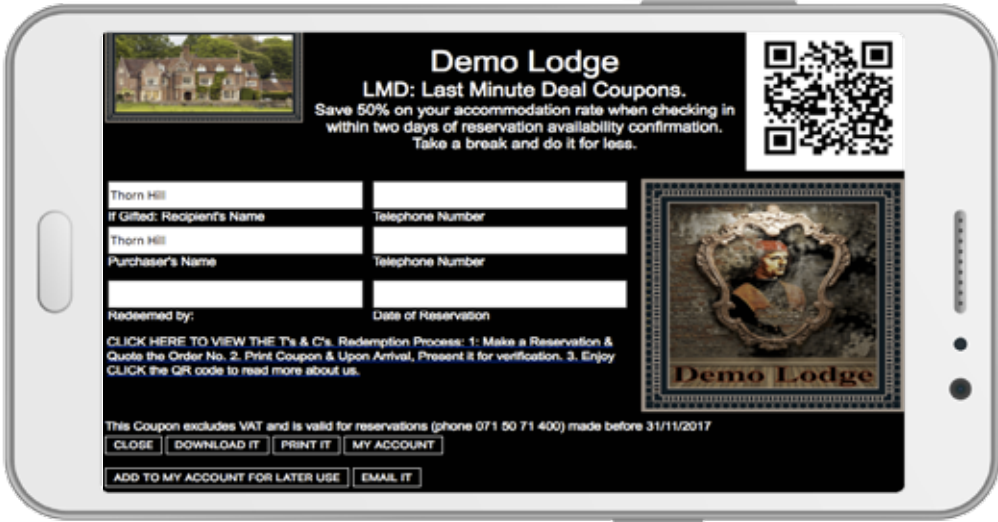 Demo Lodge
LMD: Last Minute Deal Coupons.
Save 50% on your accommodation rate when checking in
within two days of reservation availability confirmation.
Take a break and do it for less.
Thorn Hill
If Gifted: Recipient's Name
Telephone Number
Thorn Hill
Purchaser's Name
Telephone Number
Redeemed by:
Date of Reservation
CLICK HERE TO VIEW THE T's & C's. Redemption Process: 1: Make a Reservation &
Quote the Order No. 2. Print Coupon & Upon Arrival, Present it for verification. 3. Enjoy
CLICK the QR code to read more about us.
Demo Lodge
This Coupon excludes VAT and is valid for reservations (phone 071 50 71 400) made before 31/11/2017
CLOSE DOWNLOAD IT PRINT IT MY ACCOUNT
ADD TO MY ACCOUNT FOR LATER USE EMAIL IT